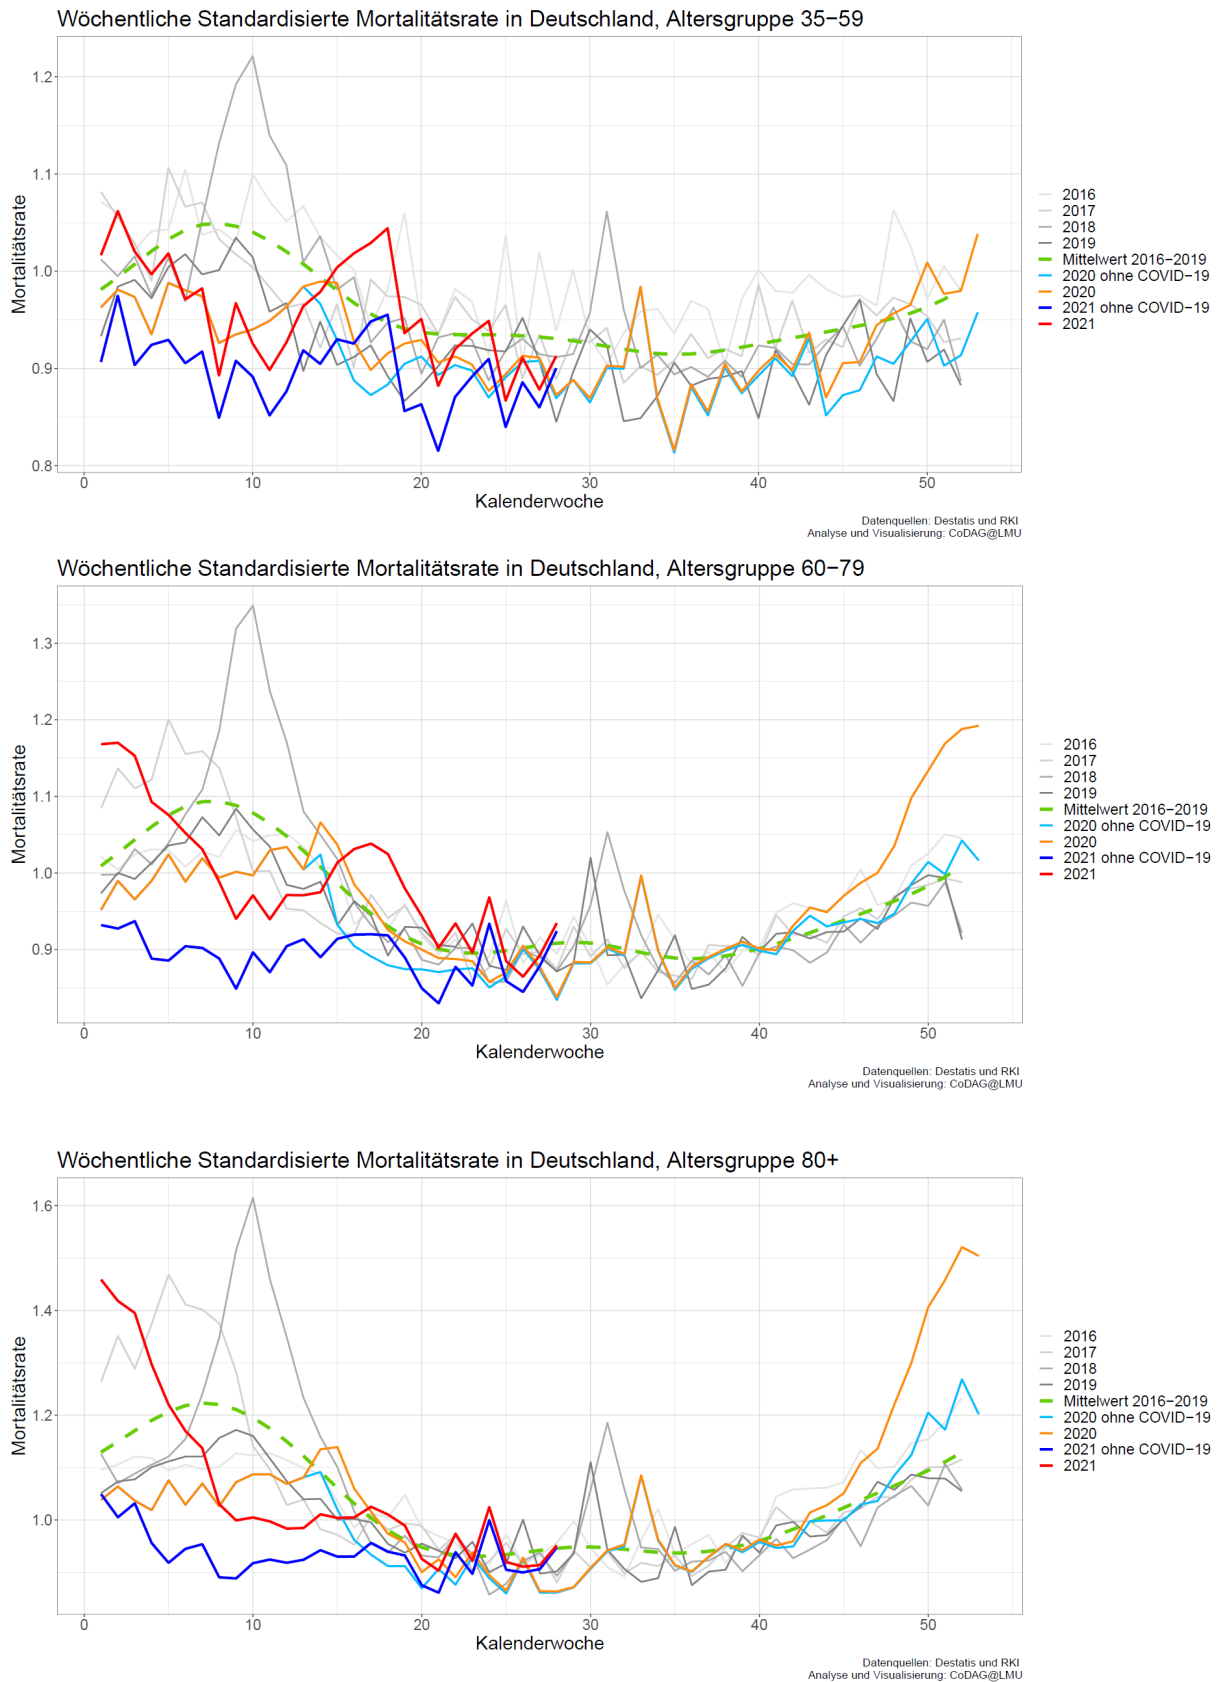 Wöchentliche Standardisierte Mortalitätsrate in Deutschland, Altersgruppe 35−59
Mortalitätsrate
1.2
1.1
1.0
0.9
0.8
0
10
20
30
40
50
Kalenderwoche
2016
2017
2018
2019
Mittelwert 2016−2019
2020 ohne COVID−19
2020
2021 ohne COVID−19
2021
Datenquellen: Destatis und RKI
Analyse und Visualisierung: CoDAG@LMU
Wöchentliche Standardisierte Mortalitätsrate in Deutschland, Altersgruppe 60−79
Mortalitätsrate
1.3
1.2
1.1
1.0
0.9
0
10
20
30
40
50
Kalenderwoche
2016
2017
2018
2019
Mittelwert 2016−2019
2020 ohne COVID−19
2020
2021 ohne COVID−19
2021
Datenquellen: Destatis und RKI
Analyse und Visualisierung: CoDAG@LMU
Wöchentliche Standardisierte Mortalitätsrate in Deutschland, Altersgruppe 80+
Mortalitätsrate
1.6
1.4
1.2
1.0
0
10
20
30
40
50
Kalenderwoche
2016
2017
2018
2019
Mittelwert 2016−2019
2020 ohne COVID−19
2020
2021 ohne COVID−19
2021
Datenquellen: Destatis und RKI
Analyse und Visualisierung: CoDAG@LMU